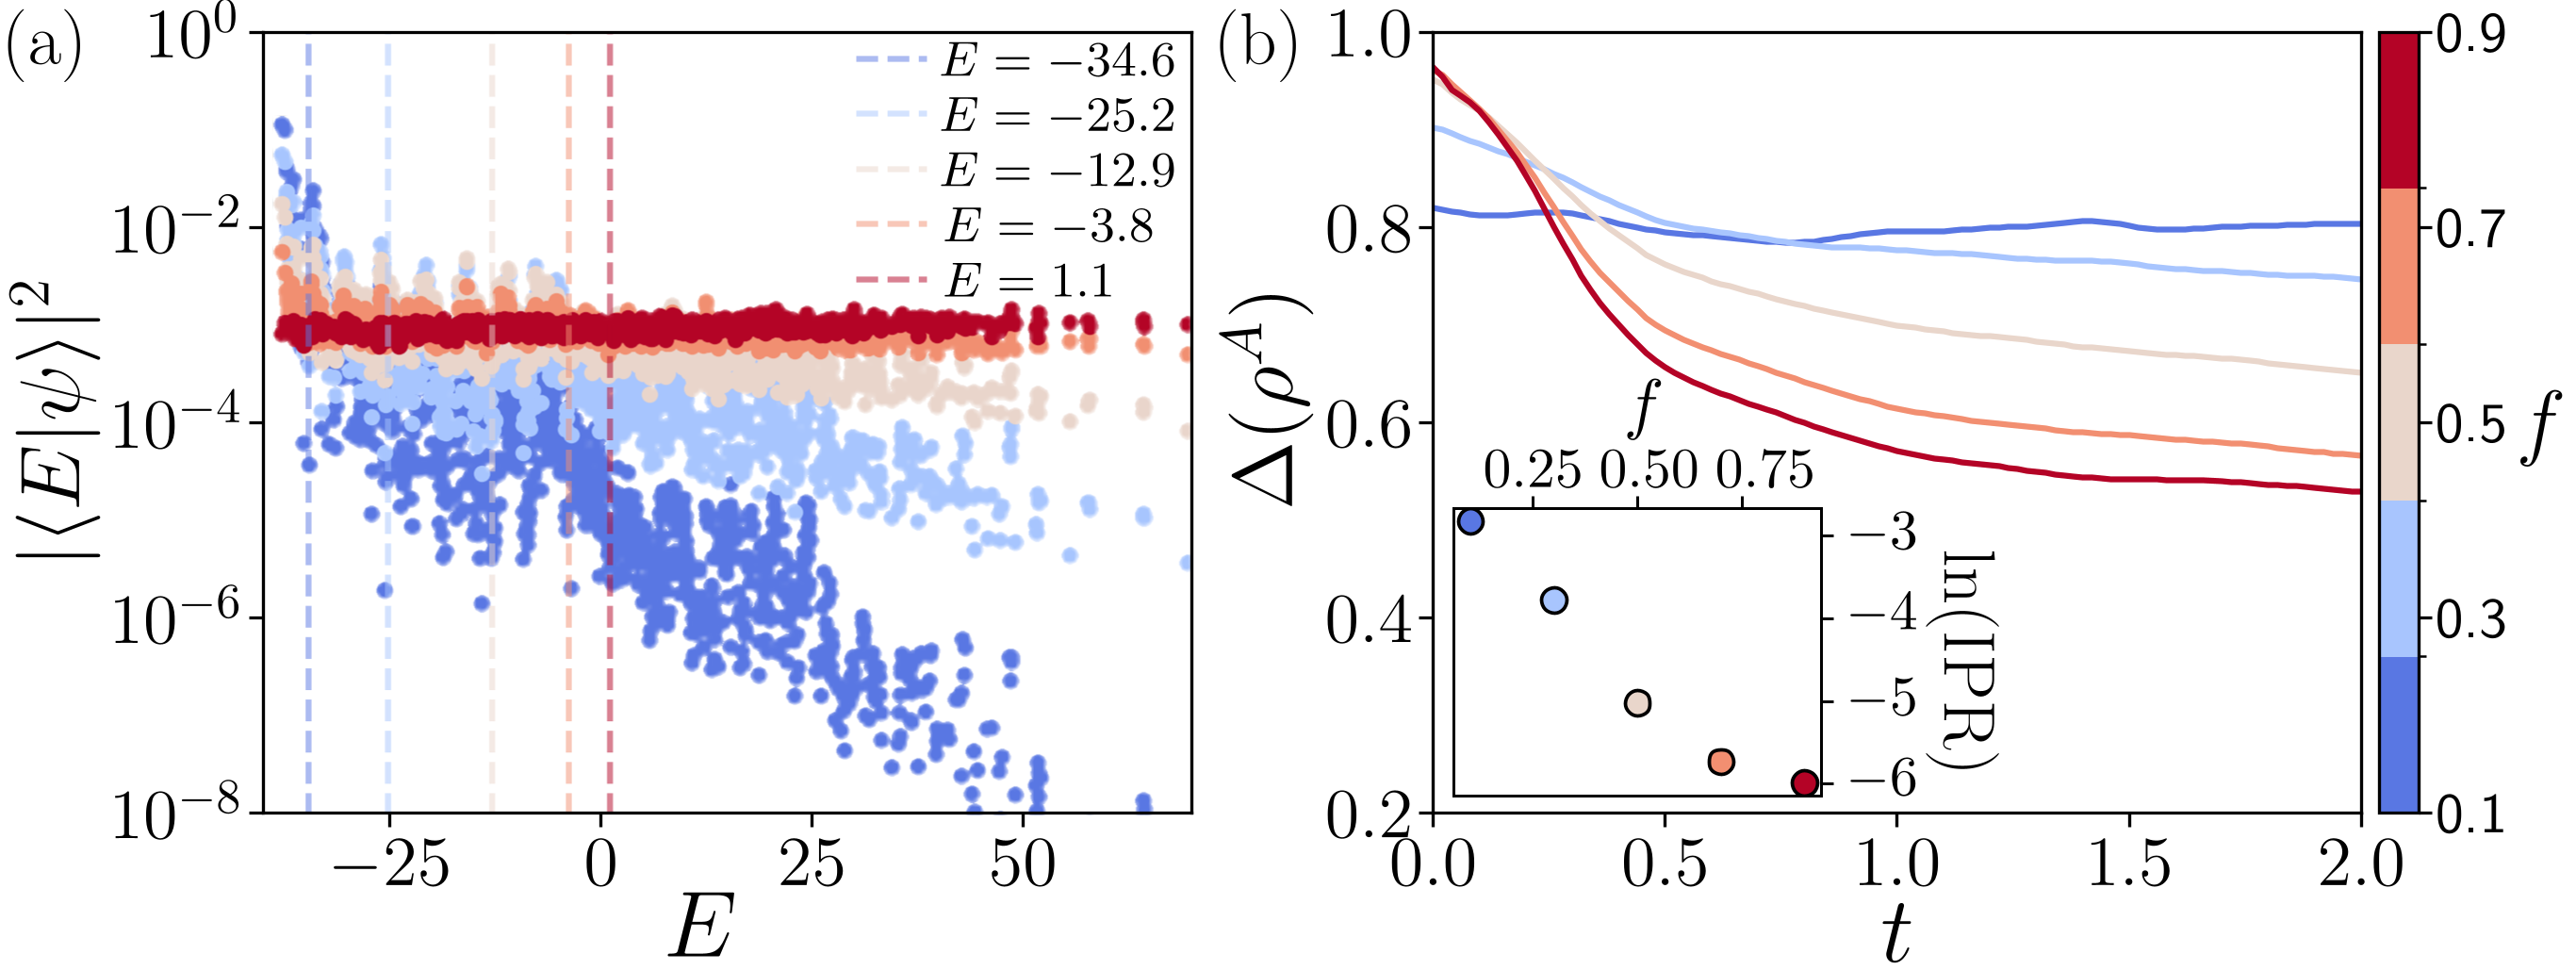 (a)
10^0
10^{-2}
10^{-4}
10^{-6}
10^{-8}
|⟨E|ψ⟩|^2
E = −34.6
E = −25.2
E = −12.9
E = −3.8
E = 1.1
−25 0 25 50
E
(b)
1.0
0.8
0.6
0.4
0.2
Δ(ρ^A)
f
0.25 0.50 0.75
−3
−4
−5
−6
ln(IPR)
0.0 0.5 1.0 1.5 2.0
t
0.9
0.7
0.5
0.3
0.1
f